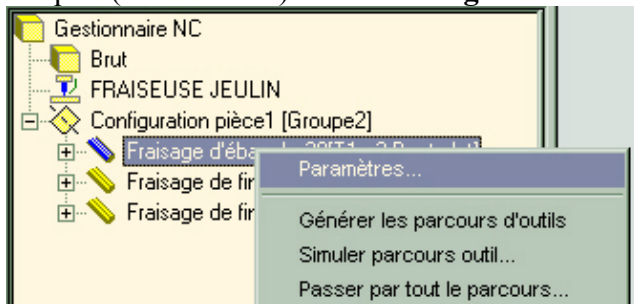 Gestionnaire NC
Brut
FRAISEUSE JEULIN
Configuration pièce1 [Groupe2]
Fraisage d'ébau
Paramètres...
Fraisage de fir
Fraisage de fir
Générer les parcours d'outils
Simuler parcours outil...
Passer par tout le parcours...